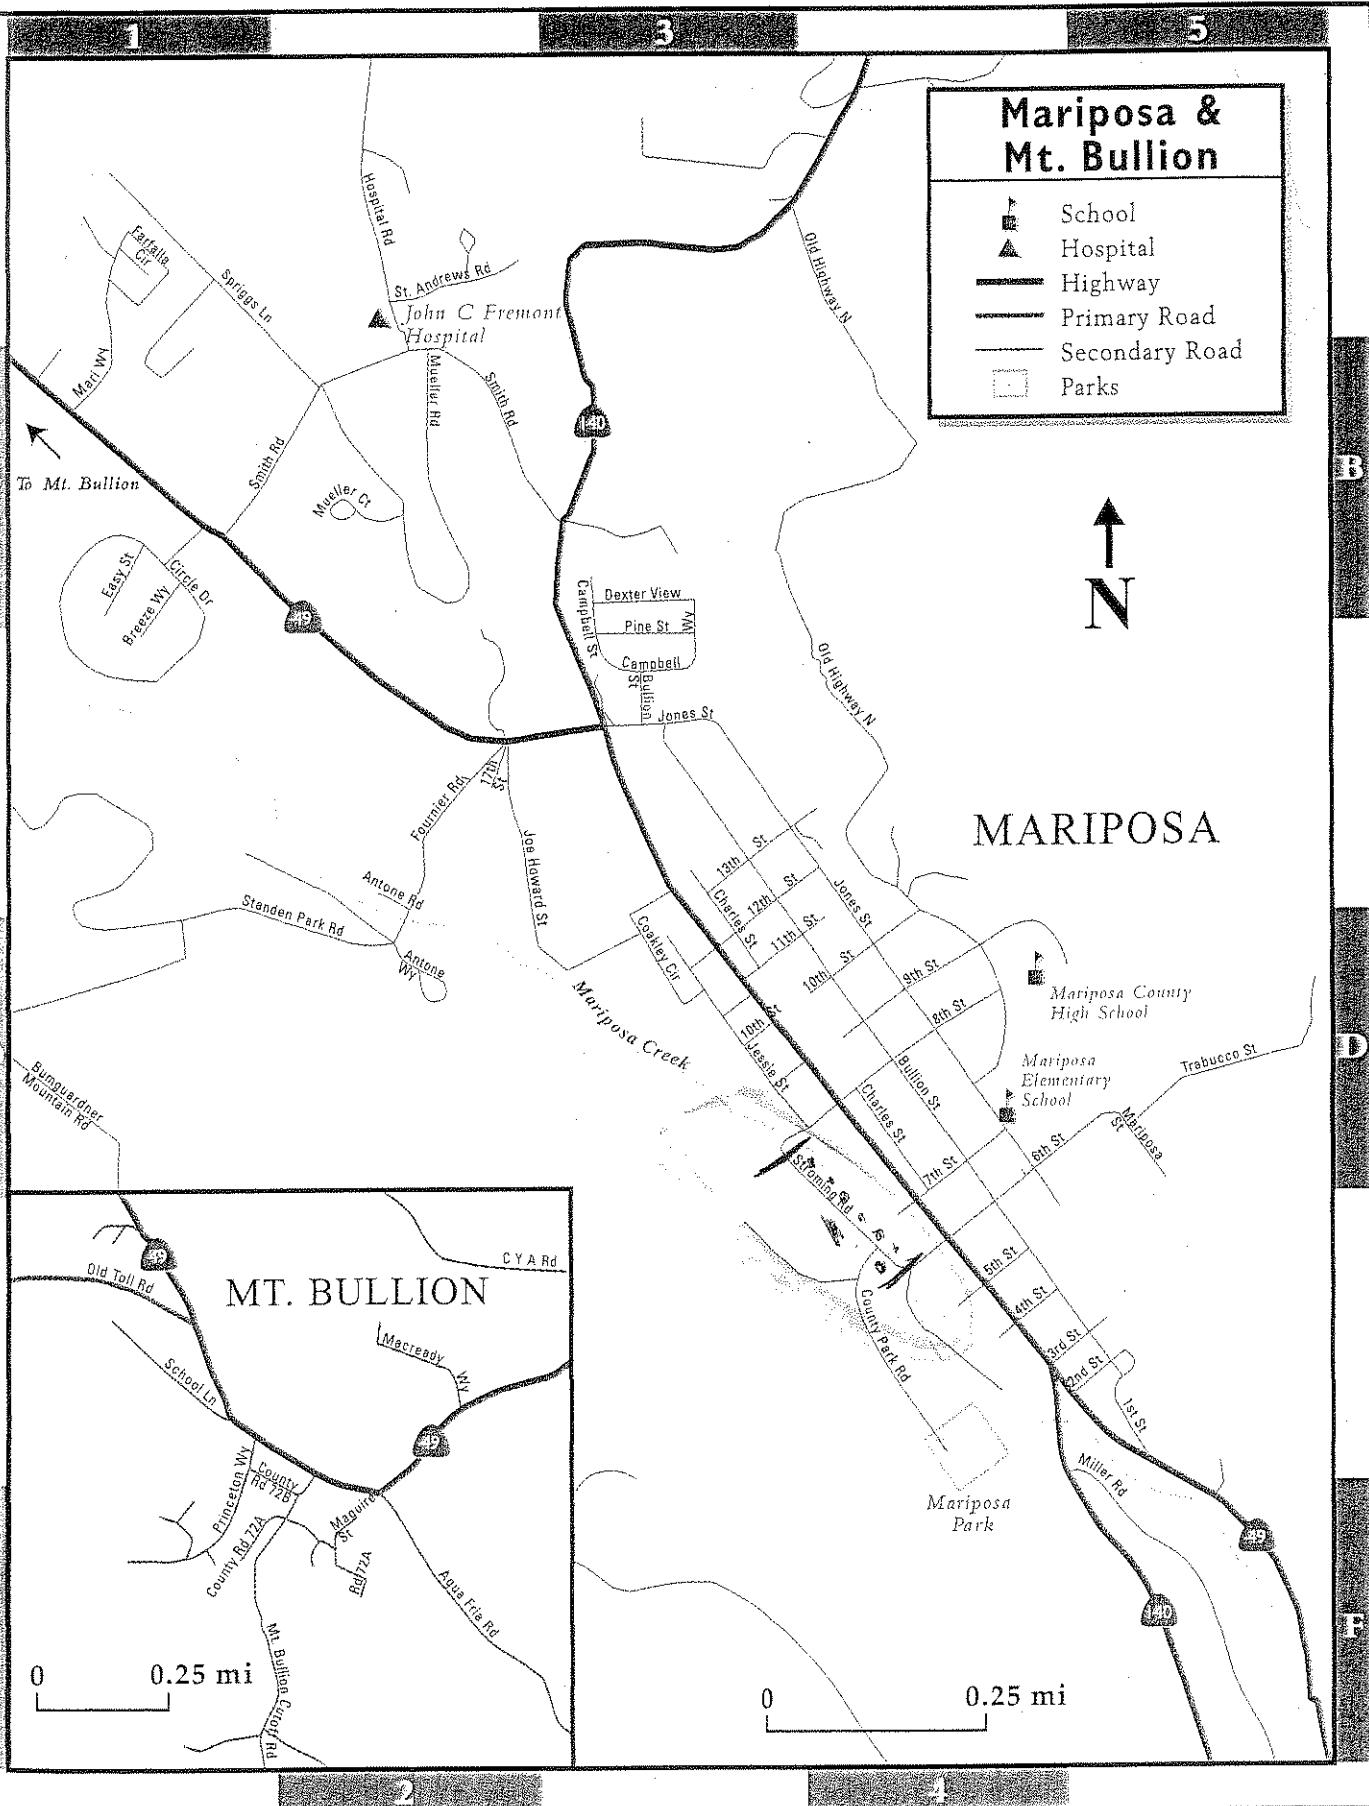 1
3
5
Mariposa &
Mt. Bullion
School
Hospital
Highway
Primary Road
Secondary Road
Parks
Hospital Rd
Farfalla
Cir
Spriggs Ln
St. Andrews Rd
John C Fremont
Hospital
Old Highway N
Mari Wy
Mueller Rd
Smith Rd
140
B
To Mt. Bullion
Smith Rd
Mueller Ct
N
Easy St
Circle Dr
Breeze Wy
49
Campbell St
Dexter View
Wy
Pine St
Campbell
St
Bullion
Jones St
Old Highway N
17th
St
Fournier Rd
MARIPOSA
Joe Howard St
13th St
Antone Rd
Charles St
12th St
Jones St
Standen Park Rd
Coakley Cir
11th St
Antone
Wy
10th St
9th St
Mariposa Creek
Mariposa County
High School
10th St
8th St
D
Jessie St
Mariposa
Elementary
School
Trabucco St
Bullion St
Bumguardner
Mountain Rd
Charles St
Mariposa
St
6th St
7th St
Stroming Rd
5th St
4th St
County Park Rd
3rd St
2nd St
1st St
Miller Rd
Mariposa
Park
49
140
F
49
C Y A Rd
Old Toll Rd
MT. BULLION
Macready
Wy
School Ln
49
Princeton Wy
County
Rd 72B
County Rd 72A
Maguire
St
Rd 72A
Agua Fria Rd
Mt. Bullion Cutoff Rd
0 0.25 mi
0 0.25 mi
2
4